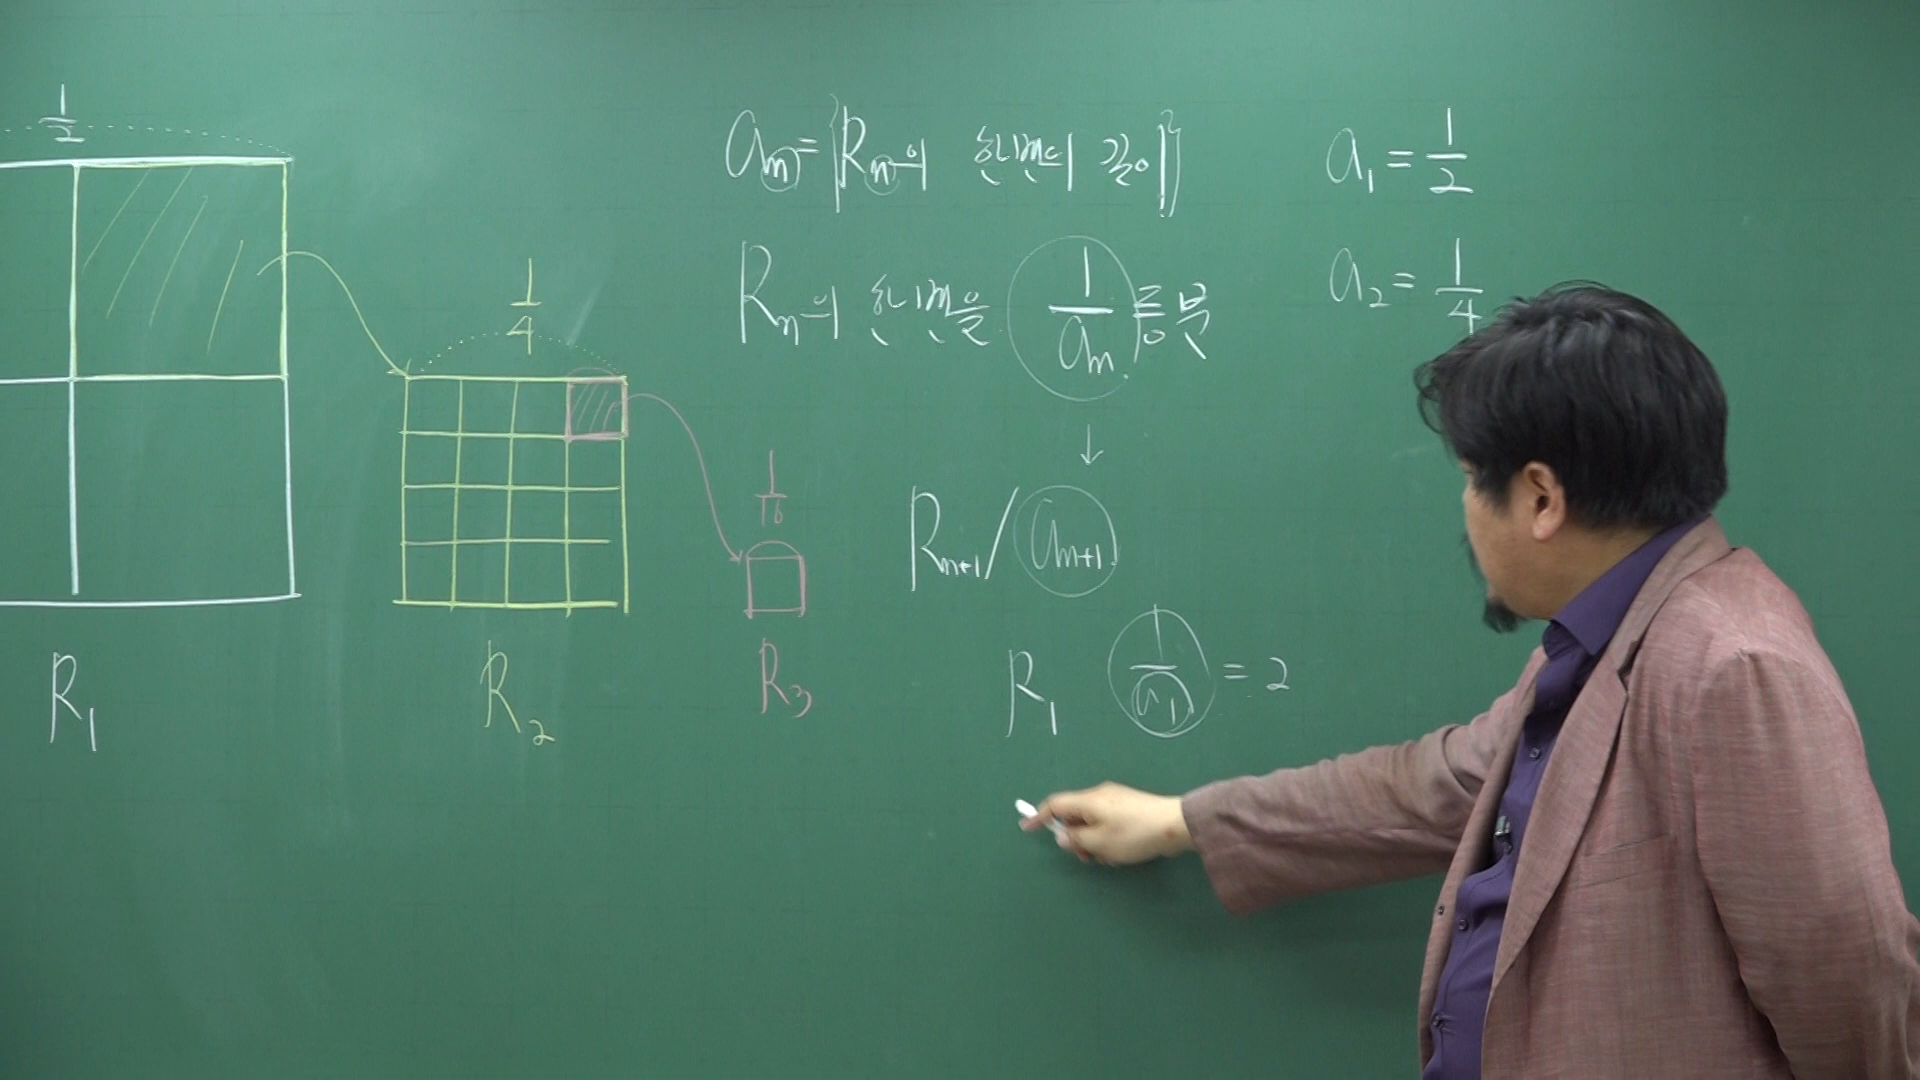 1/2
R₁
1/4
R₂
1/16
R₃
aₙ = {Rₙ의 한변의 길이}
Rₙ의 한변을 1/aₙ 등분
↓
Rₙ₊₁ / aₙ₊₁
R₁ 1/a₁ = 2
a₁ = 1/2
a₂ = 1/4